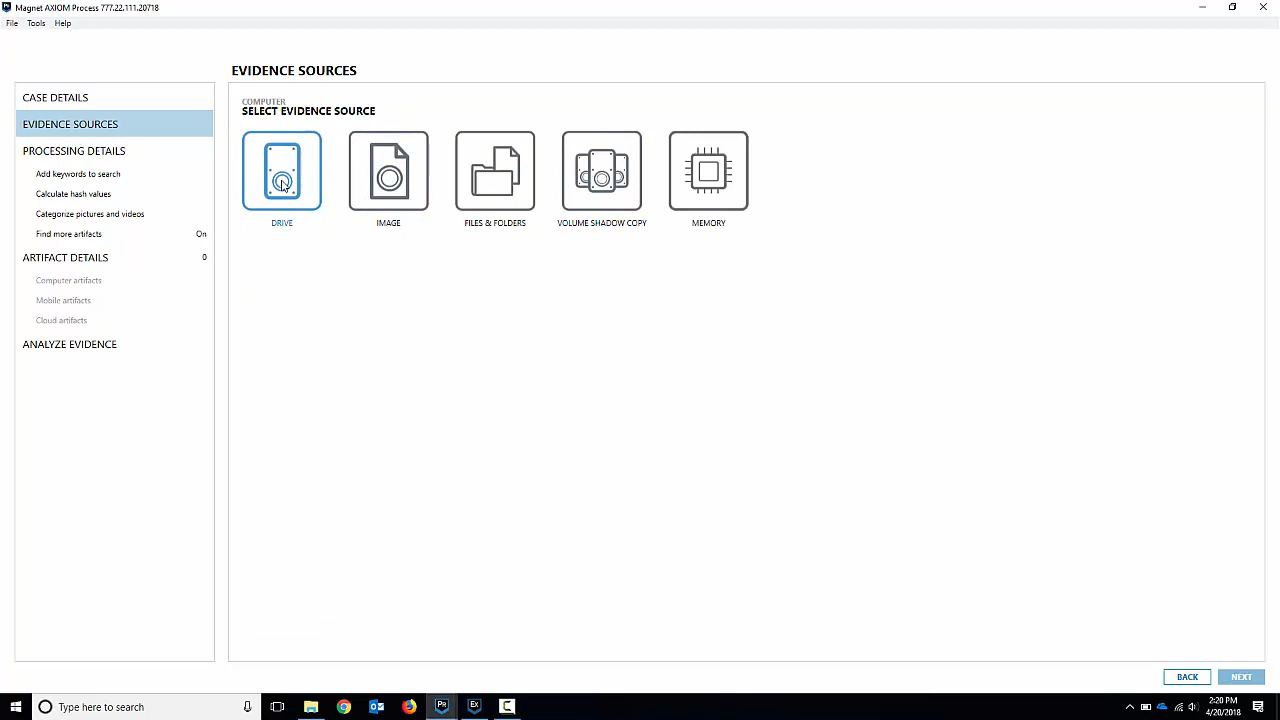 Magnet AXIOM Process 777.22.111.20718
File Tools Help
EVIDENCE SOURCES
CASE DETAILS
EVIDENCE SOURCES
PROCESSING DETAILS
Add keywords to search
Calculate hash values
Categorize pictures and videos
Find more artifacts On
ARTIFACT DETAILS 0
Computer artifacts
Mobile artifacts
Cloud artifacts
ANALYZE EVIDENCE
COMPUTER
SELECT EVIDENCE SOURCE
DRIVE IMAGE FILES & FOLDERS VOLUME SHADOW COPY MEMORY
BACK NEXT
Type here to search
2:20 PM
4/20/2018